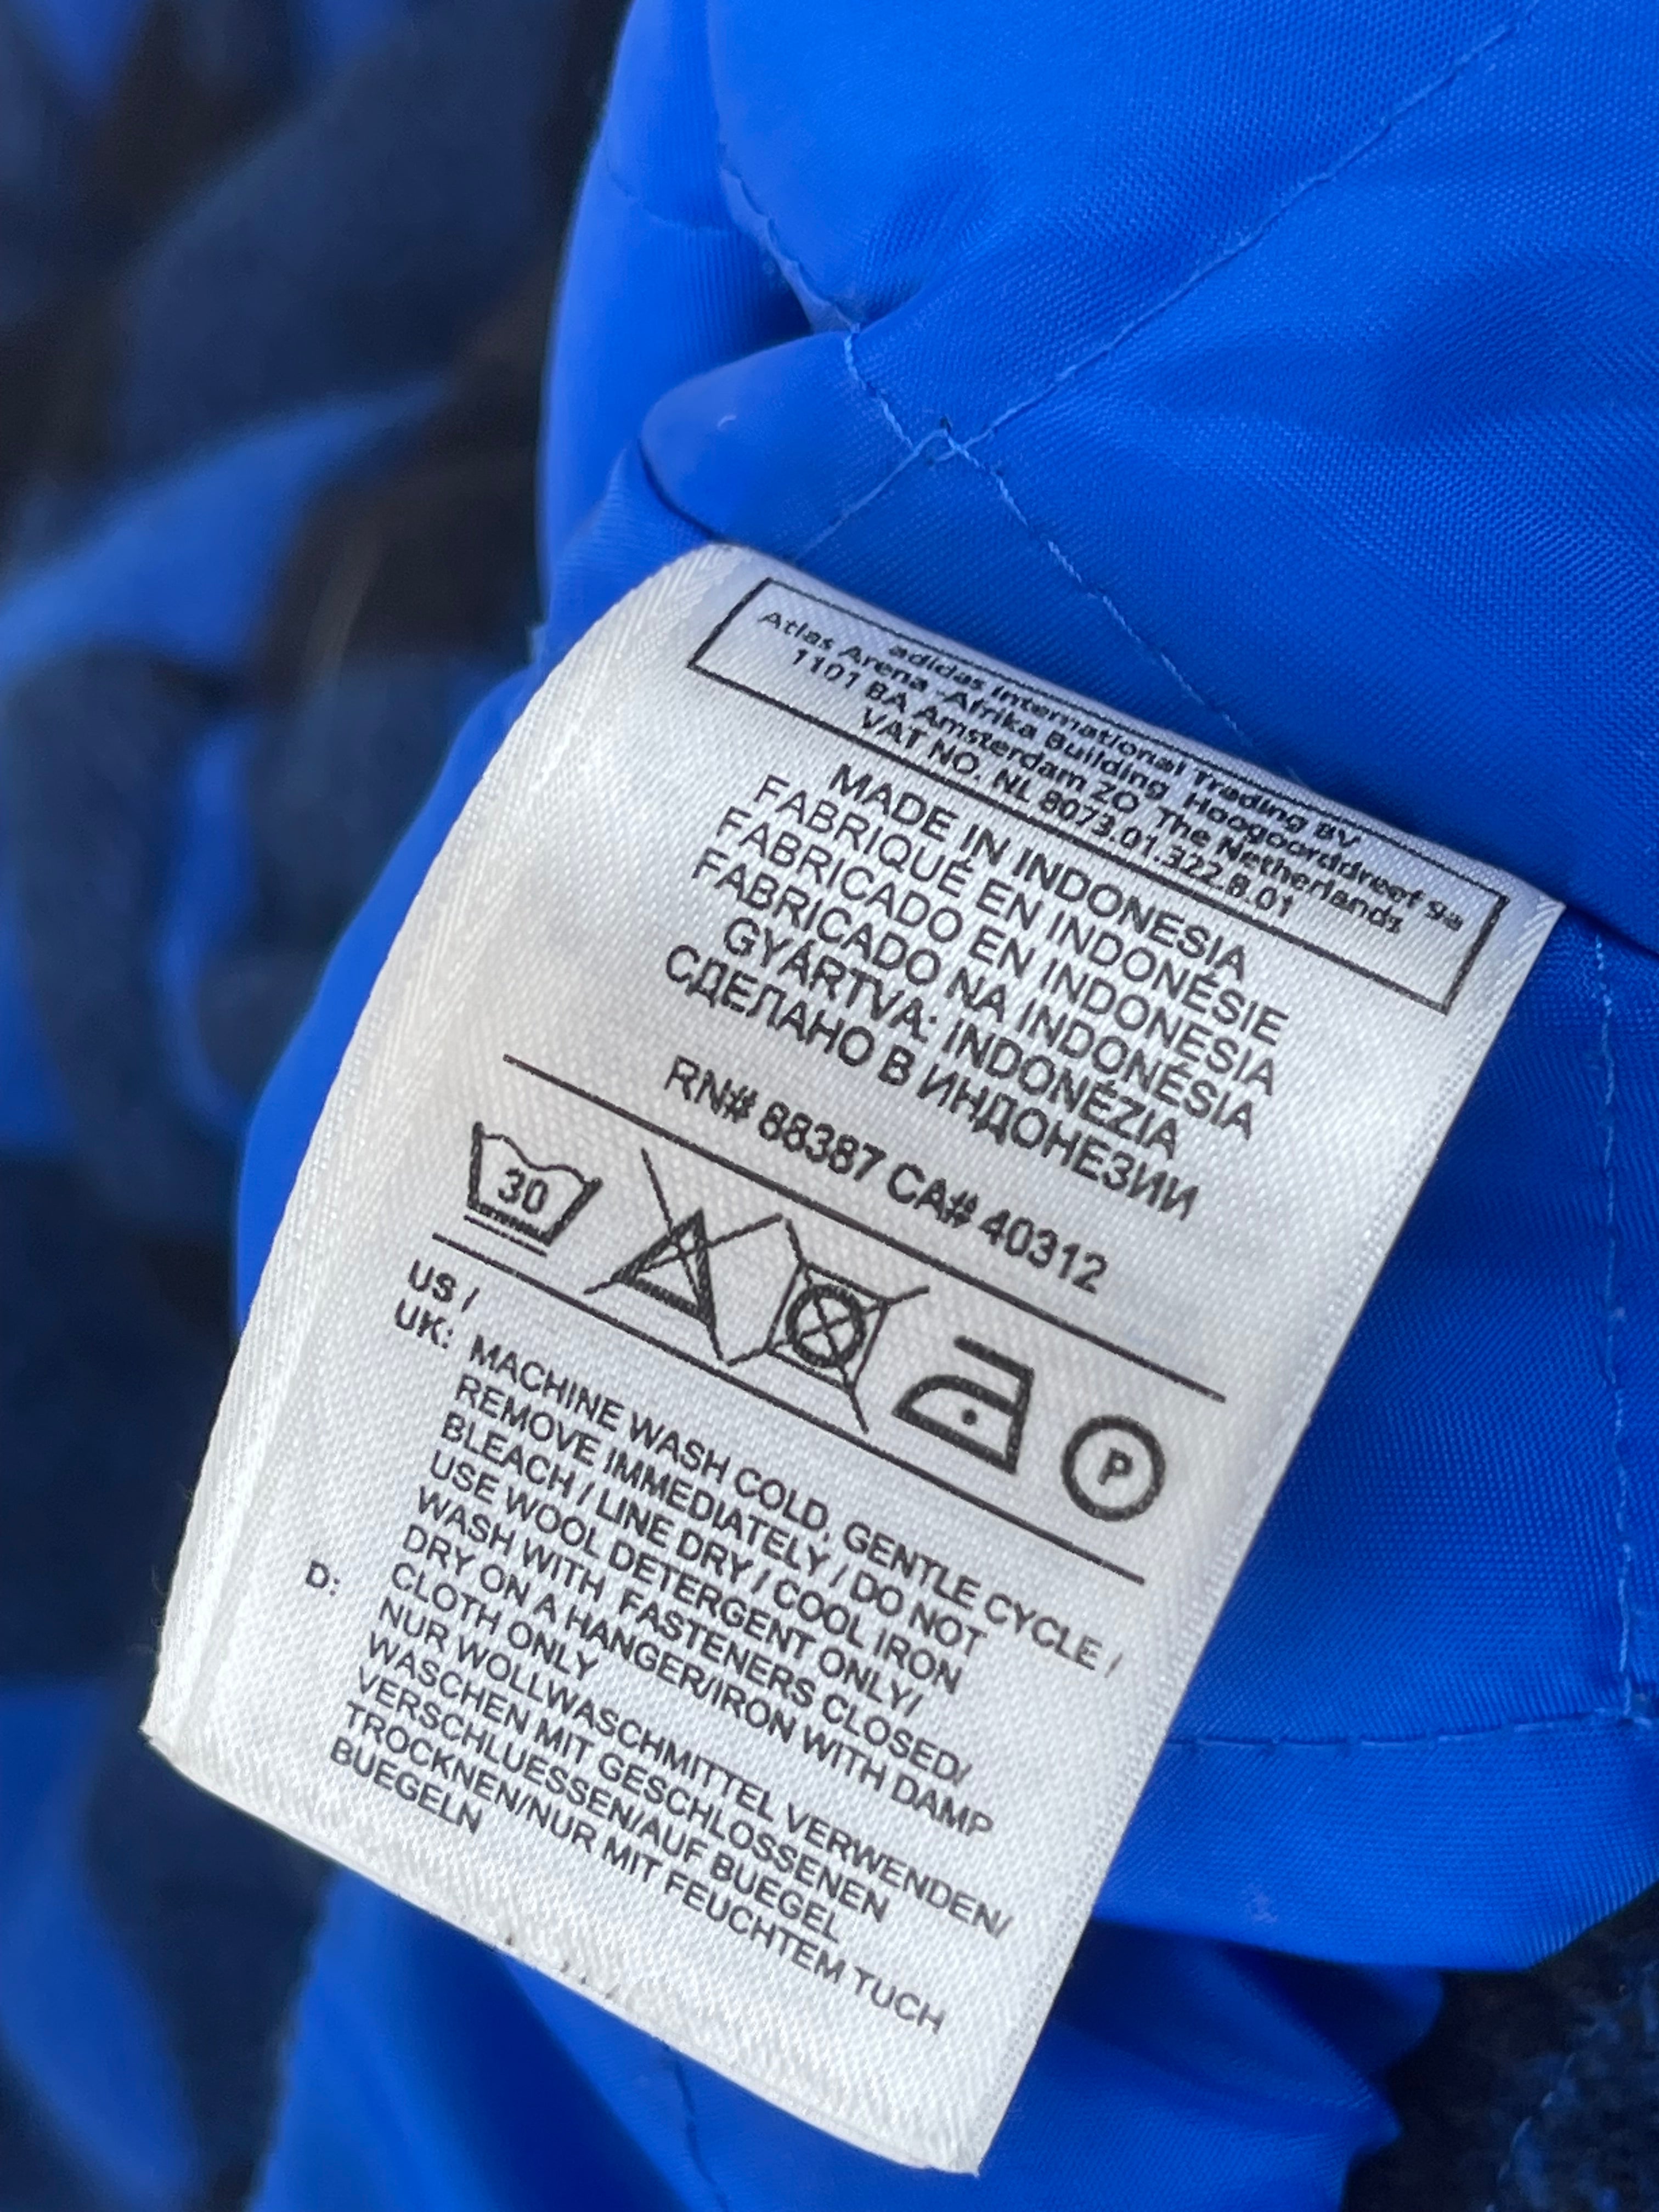 adidas International Trading BV
Atlas Arena -Afrika Building, Hoogoorddreef 9a
1101 BA Amsterdam ZO, The Netherlands
VAT NO. NL 8073.01.322.B.01
MADE IN INDONESIA
FABRIQUÉ EN INDONÉSIE
FABRICADO EN INDONESIA
FABRICADO NA INDONÉSIA
GYÁRTVA: INDONÉZIA
СДЕЛАНО В ИНДОНЕЗИИ
RN# 88387 CA# 40312
30
P
US /
UK: MACHINE WASH COLD, GENTLE CYCLE /
REMOVE IMMEDIATELY / DO NOT
BLEACH / LINE DRY / COOL IRON
USE WOOL DETERGENT ONLY/
WASH WITH FASTENERS CLOSED/
DRY ON A HANGER/IRON WITH DAMP
CLOTH ONLY
D: NUR WOLLWASCHMITTEL VERWENDEN/
WASCHEN MIT GESCHLOSSENEN
VERSCHLUESSEN/AUF BUEGEL
TROCKNEN/NUR MIT FEUCHTEM TUCH
BUEGELN